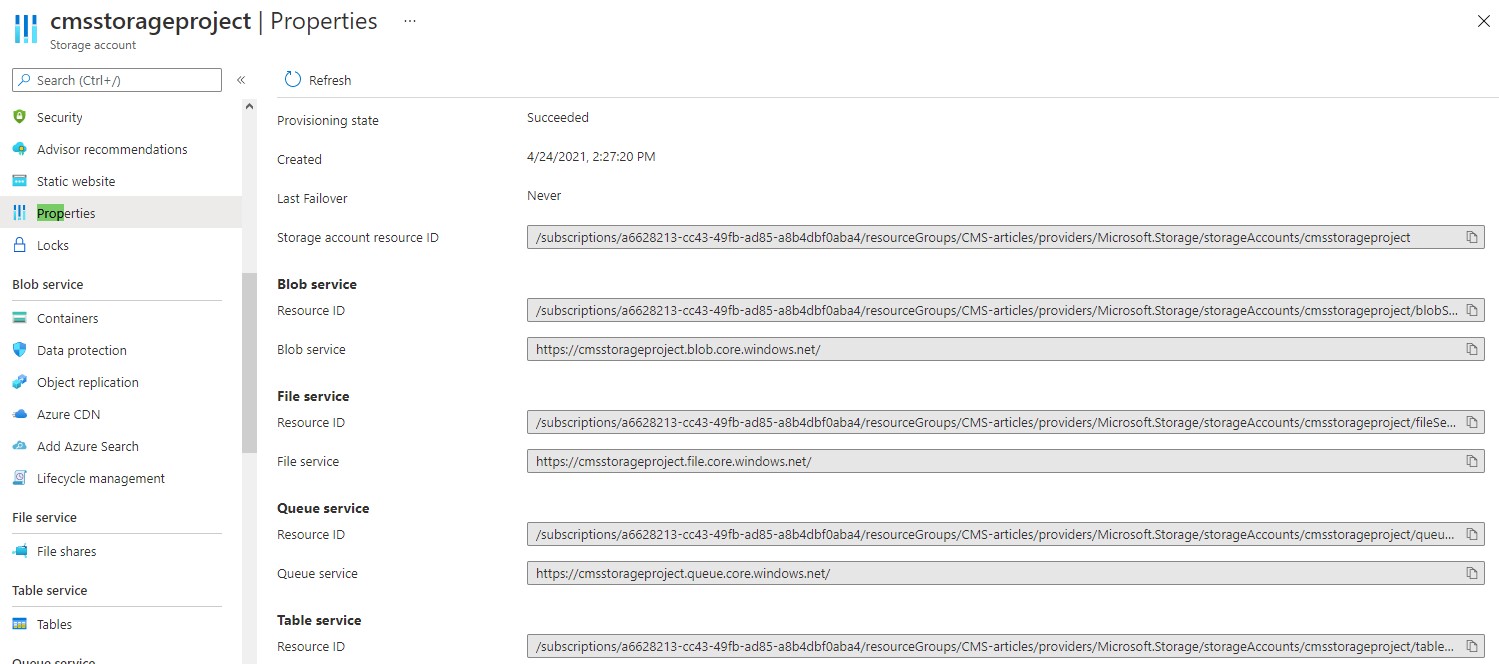 cmsstorageproject | Properties ...
Storage account
Search (Ctrl+/)
«
Security
Advisor recommendations
Static website
Properties
Locks
Blob service
Containers
Data protection
Object replication
Azure CDN
Add Azure Search
Lifecycle management
File service
File shares
Table service
Tables
Queue service
Refresh
Provisioning state Succeeded
Created 4/24/2021, 2:27:20 PM
Last Failover Never
Storage account resource ID /subscriptions/a6628213-cc43-49fb-ad85-a8b4dbf0aba4/resourceGroups/CMS-articles/providers/Microsoft.Storage/storageAccounts/cmsstorageproject
Blob service
Resource ID /subscriptions/a6628213-cc43-49fb-ad85-a8b4dbf0aba4/resourceGroups/CMS-articles/providers/Microsoft.Storage/storageAccounts/cmsstorageproject/blobS...
Blob service https://cmsstorageproject.blob.core.windows.net/
File service
Resource ID /subscriptions/a6628213-cc43-49fb-ad85-a8b4dbf0aba4/resourceGroups/CMS-articles/providers/Microsoft.Storage/storageAccounts/cmsstorageproject/fileSe...
File service https://cmsstorageproject.file.core.windows.net/
Queue service
Resource ID /subscriptions/a6628213-cc43-49fb-ad85-a8b4dbf0aba4/resourceGroups/CMS-articles/providers/Microsoft.Storage/storageAccounts/cmsstorageproject/queu...
Queue service https://cmsstorageproject.queue.core.windows.net/
Table service
Resource ID /subscriptions/a6628213-cc43-49fb-ad85-a8b4dbf0aba4/resourceGroups/CMS-articles/providers/Microsoft.Storage/storageAccounts/cmsstorageproject/table...